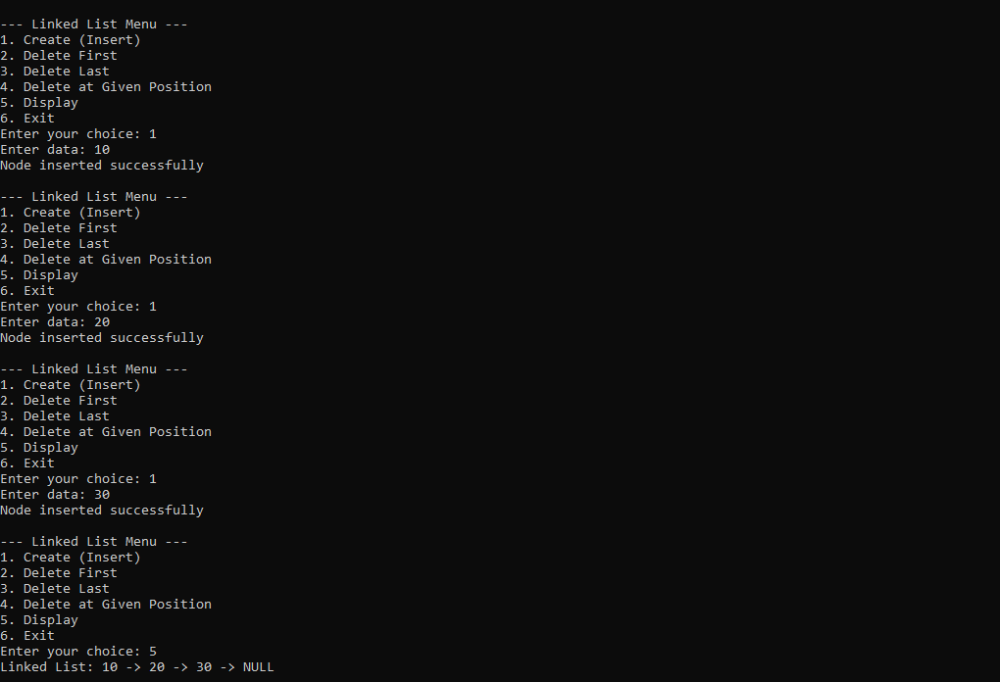 --- Linked List Menu ---
1. Create (Insert)
2. Delete First
3. Delete Last
4. Delete at Given Position
5. Display
6. Exit
Enter your choice: 1
Enter data: 10
Node inserted successfully

--- Linked List Menu ---
1. Create (Insert)
2. Delete First
3. Delete Last
4. Delete at Given Position
5. Display
6. Exit
Enter your choice: 1
Enter data: 20
Node inserted successfully

--- Linked List Menu ---
1. Create (Insert)
2. Delete First
3. Delete Last
4. Delete at Given Position
5. Display
6. Exit
Enter your choice: 1
Enter data: 30
Node inserted successfully

--- Linked List Menu ---
1. Create (Insert)
2. Delete First
3. Delete Last
4. Delete at Given Position
5. Display
6. Exit
Enter your choice: 5
Linked List: 10 -> 20 -> 30 -> NULL